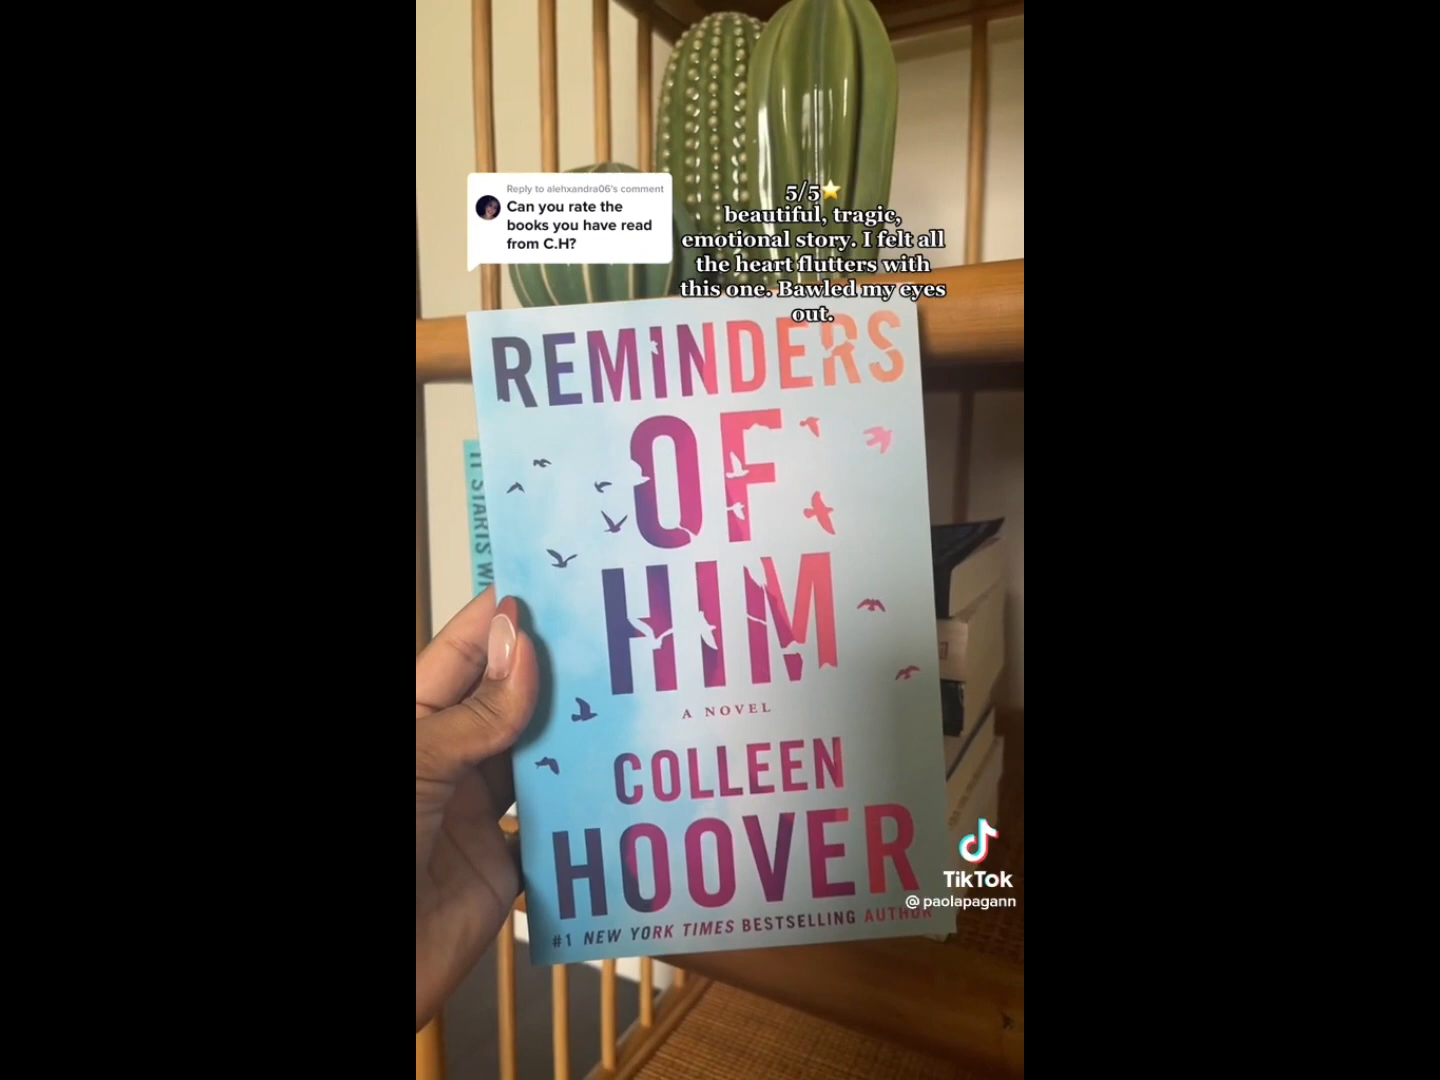 Reply to alehxandra06's comment
Can you rate the
books you have read
from C.H?
5/5⭐
beautiful, tragic,
emotional story. I felt all
the heart flutters with
this one. Bawled my eyes
out.
REMINDERS
OF
HIM
A NOVEL
COLLEEN
HOOVER
#1 NEW YORK TIMES BESTSELLING AUTHOR
IT STARTS WI
TikTok
@paolapagann